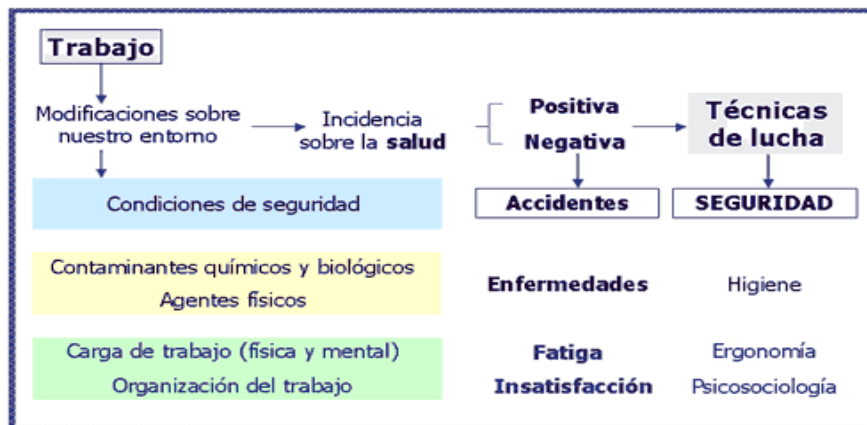 Trabajo
Modificaciones sobre
nuestro entorno
Incidencia
sobre la salud
Positiva
Negativa
Técnicas
de lucha
Condiciones de seguridad
Accidentes
SEGURIDAD
Contaminantes químicos y biológicos
Agentes físicos
Enfermedades
Higiene
Carga de trabajo (física y mental)
Fatiga
Ergonomía
Organización del trabajo
Insatisfacción
Psicosociología